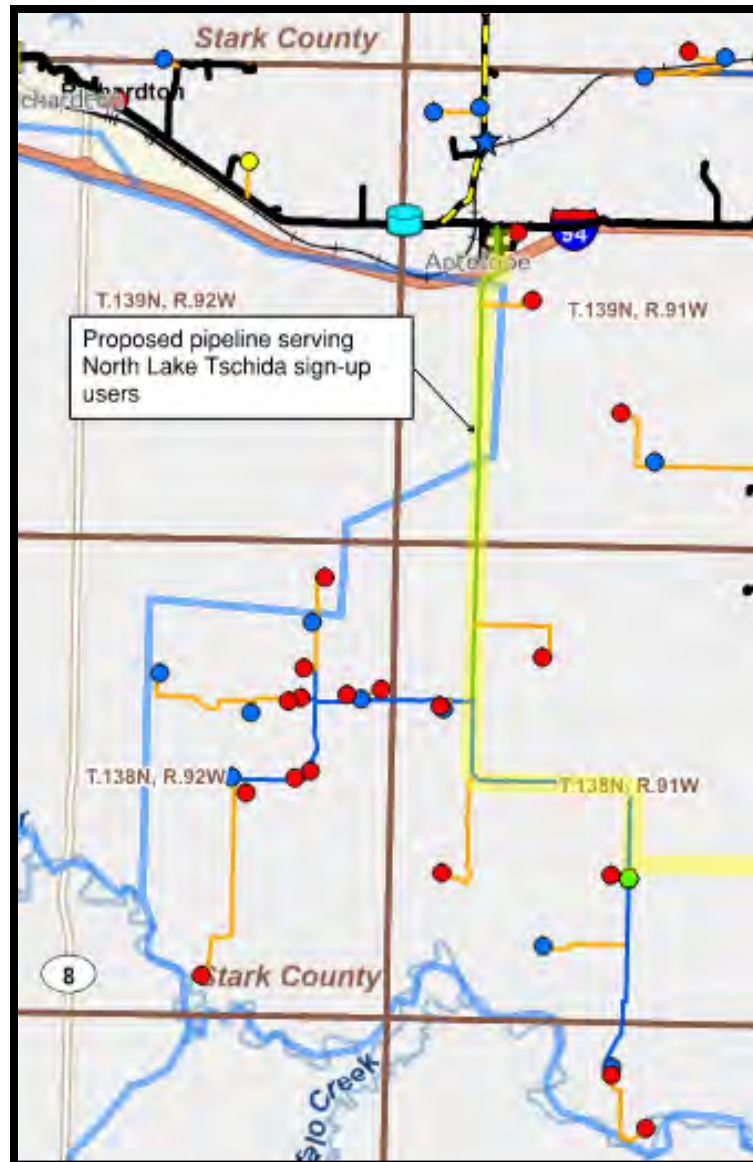 Stark County
Richardton
94
T.139N, R.92W
T.139N, R.91W
Proposed pipeline serving
North Lake Tschida sign-up
users
T.138N, R.92W
T.138N, R.91W
8
Stark County
Creek